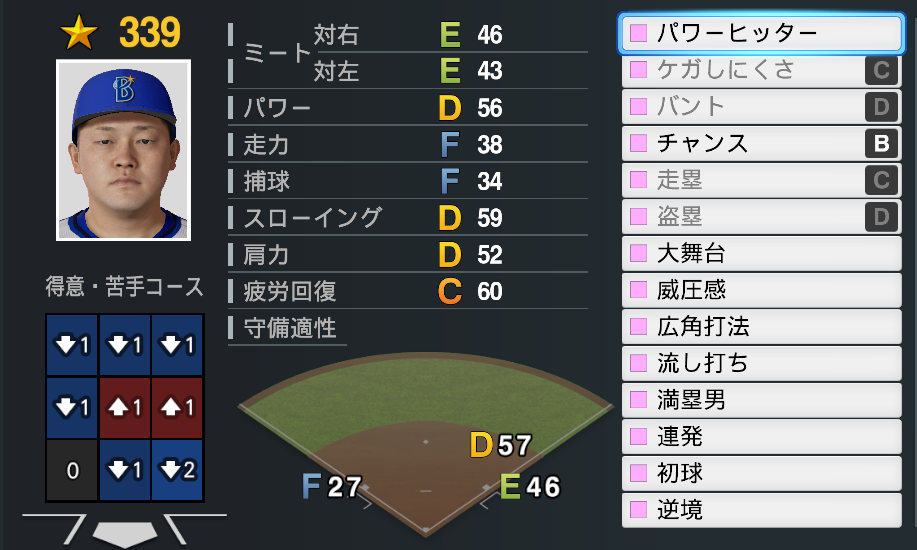 339
ミート 対右 E 46
対左 E 43
パワー D 56
走力 F 38
捕球 F 34
スローイング D 59
肩力 D 52
疲労回復 C 60
守備適性
D 57
F 27
E 46
得意・苦手コース
1 1 1
1 1 1
0 1 2
B
パワーヒッター
ケガしにくさ C
バント D
チャンス B
走塁 C
盗塁 D
大舞台
威圧感
広角打法
流し打ち
満塁男
連発
初球
逆境